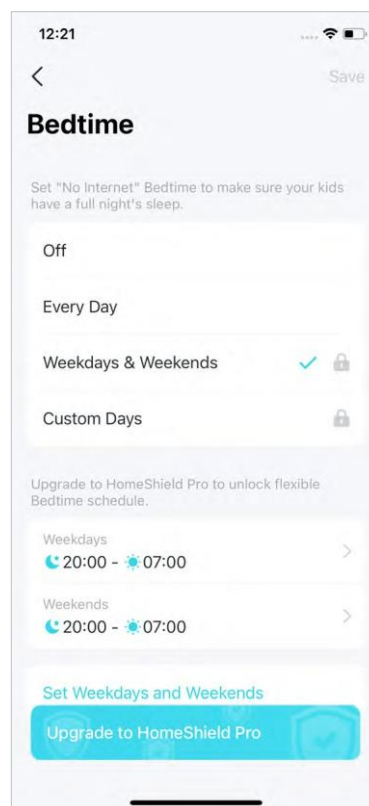 12:21
Save
Bedtime
Set "No Internet" Bedtime to make sure your kids
have a full night's sleep.
Off
Every Day
Weekdays & Weekends
Custom Days
Upgrade to HomeShield Pro to unlock flexible
Bedtime schedule.
Weekdays
20:00 - 07:00
Weekends
20:00 - 07:00
Set Weekdays and Weekends
Upgrade to HomeShield Pro